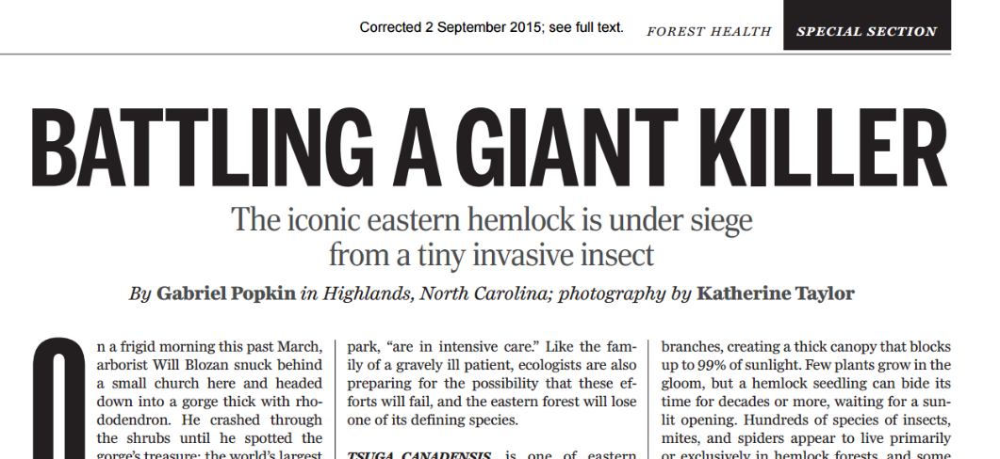 Corrected 2 September 2015; see full text.
FOREST HEALTH
SPECIAL SECTION
BATTLING A GIANT KILLER
The iconic eastern hemlock is under siege
from a tiny invasive insect
By Gabriel Popkin in Highlands, North Carolina; photography by Katherine Taylor
On a frigid morning this past March,
arborist Will Blozan snuck behind
a small church here and headed
down into a gorge thick with rho-
dodendron. He crashed through
the shrubs until he spotted the
gorge's treasure: the world's largest
park, “are in intensive care.” Like the fam-
ily of a gravely ill patient, ecologists are also
preparing for the possibility that these ef-
forts will fail, and the eastern forest will lose
one of its defining species.
TSUGA CANADENSIS is one of eastern
branches, creating a thick canopy that blocks
up to 99% of sunlight. Few plants grow in the
gloom, but a hemlock seedling can bide its
time for decades or more, waiting for a sun-
lit opening. Hundreds of species of insects,
mites, and spiders appear to live primarily
or exclusively in hemlock forests, and some